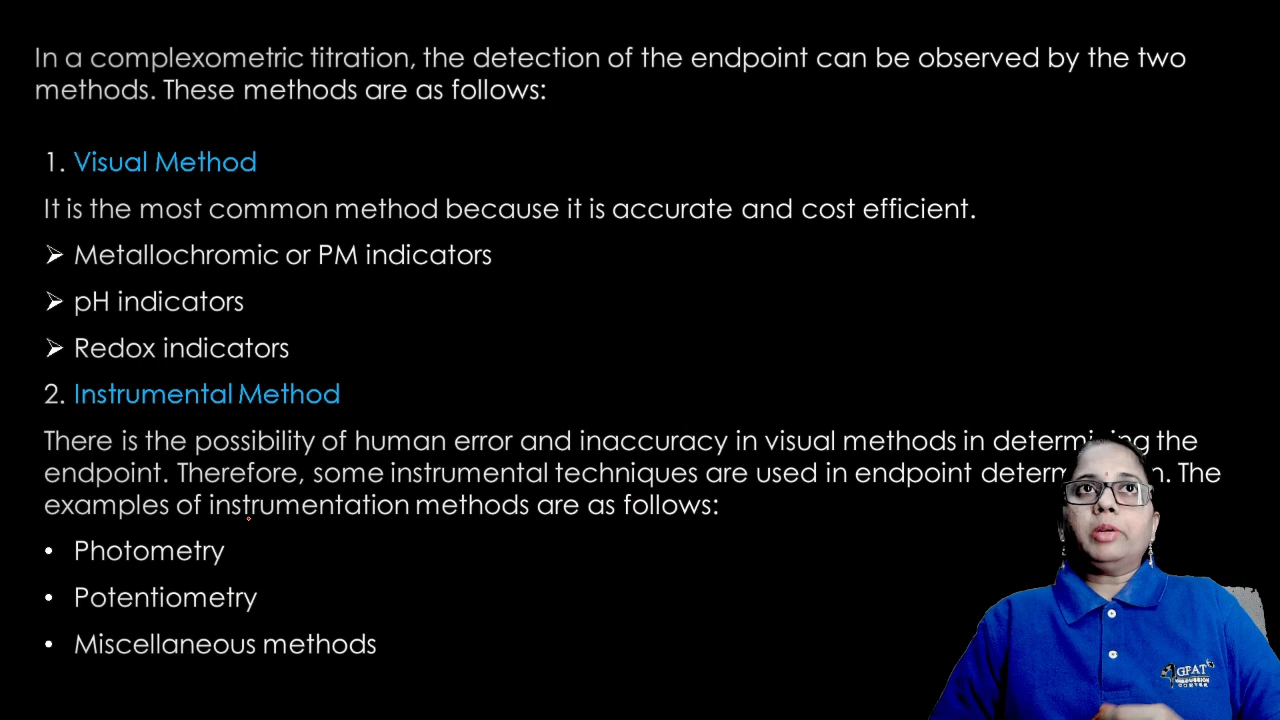 In a complexometric titration, the detection of the endpoint can be observed by the two
methods. These methods are as follows:
1. Visual Method
It is the most common method because it is accurate and cost efficient.
➢ Metallochromic or PM indicators
➢ pH indicators
➢ Redox indicators
2. Instrumental Method
There is the possibility of human error and inaccuracy in visual methods in the
endpoint. Therefore, some instrumental techniques are used in endpoint The
examples of instrumentation methods are as follows:
• Photometry
• Potentiometry
• Miscellaneous methods
GPAT
DISCUSSION
CENTER